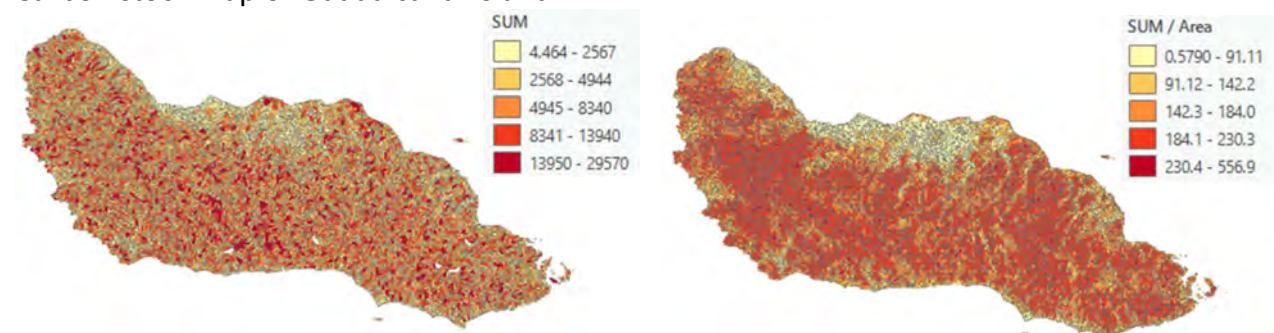 SUM
4.464 - 2567
2568 - 4944
4945 - 8340
8341 - 13940
13950 - 29570
SUM / Area
0.5790 - 91.11
91.12 - 142.2
142.3 - 184.0
184.1 - 230.3
230.4 - 556.9